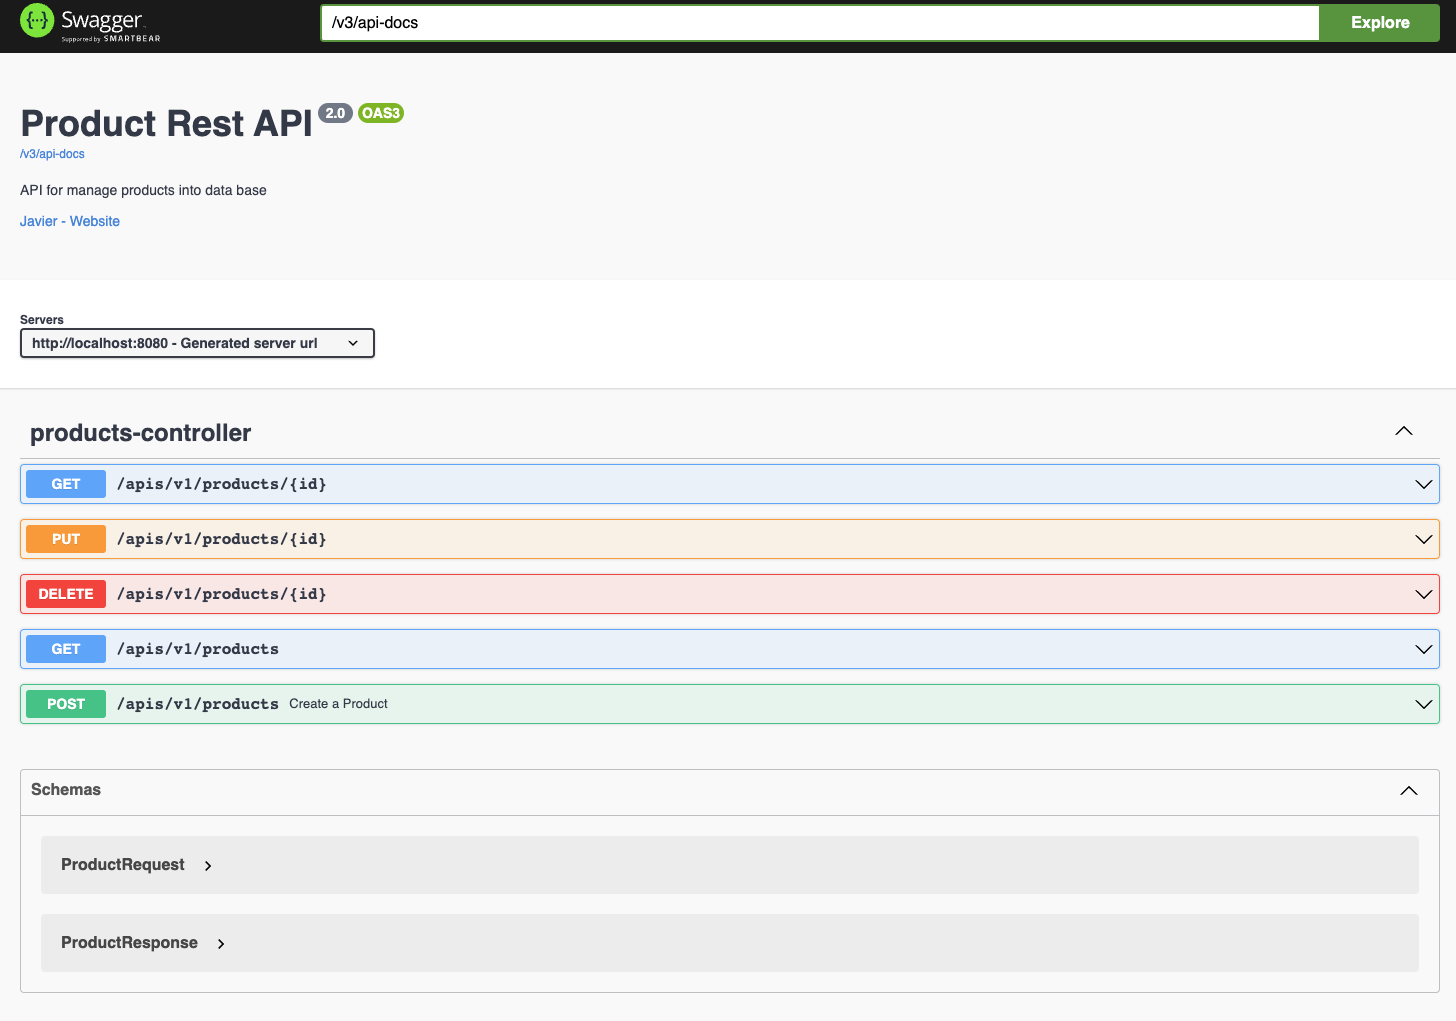 Swagger
Supported by SMARTBEAR
/v3/api-docs
Explore
Product Rest API 2.0 OAS3
/v3/api-docs
API for manage products into data base
Javier - Website
Servers
http://localhost:8080 - Generated server url
products-controller
GET /apis/v1/products/{id}
PUT /apis/v1/products/{id}
DELETE /apis/v1/products/{id}
GET /apis/v1/products
POST /apis/v1/products Create a Product
Schemas
ProductRequest
ProductResponse